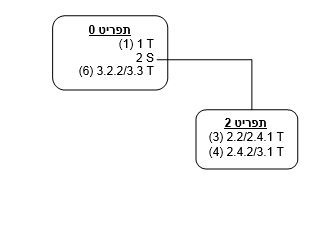 תפריט 0
(1) 1 T
2 S
(6) 3.2.2/3.3 T
תפריט 2
(3) 2.2/2.4.1 T
(4) 2.4.2/3.1 T